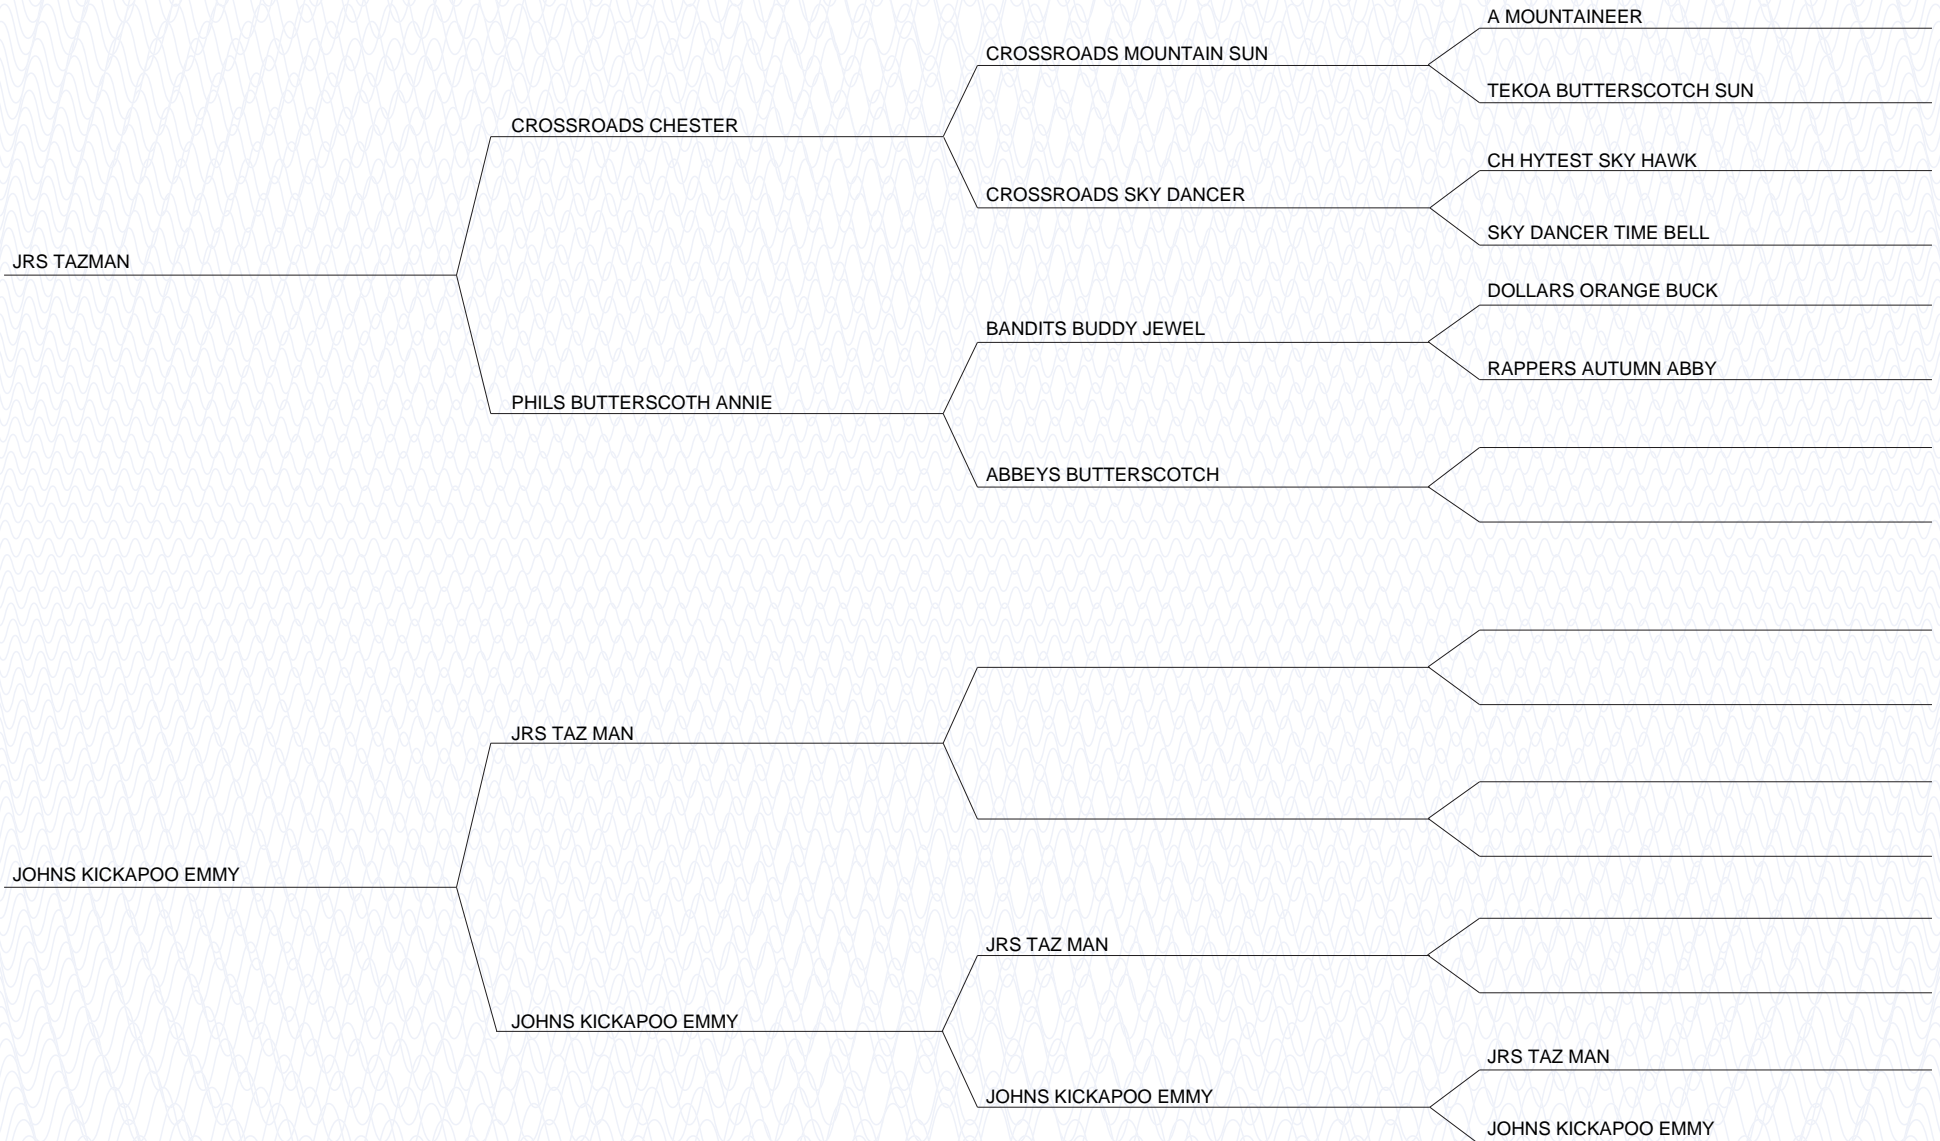 A MOUNTAINEER
CROSSROADS MOUNTAIN SUN
TEKOA BUTTERSCOTCH SUN
CROSSROADS CHESTER
CH HYTEST SKY HAWK
CROSSROADS SKY DANCER
SKY DANCER TIME BELL
JRS TAZMAN
DOLLARS ORANGE BUCK
BANDITS BUDDY JEWEL
RAPPERS AUTUMN ABBY
PHILS BUTTERSCOTH ANNIE
ABBEYS BUTTERSCOTCH
JRS TAZ MAN
JOHNS KICKAPOO EMMY
JRS TAZ MAN
JOHNS KICKAPOO EMMY
JRS TAZ MAN
JOHNS KICKAPOO EMMY
JOHNS KICKAPOO EMMY